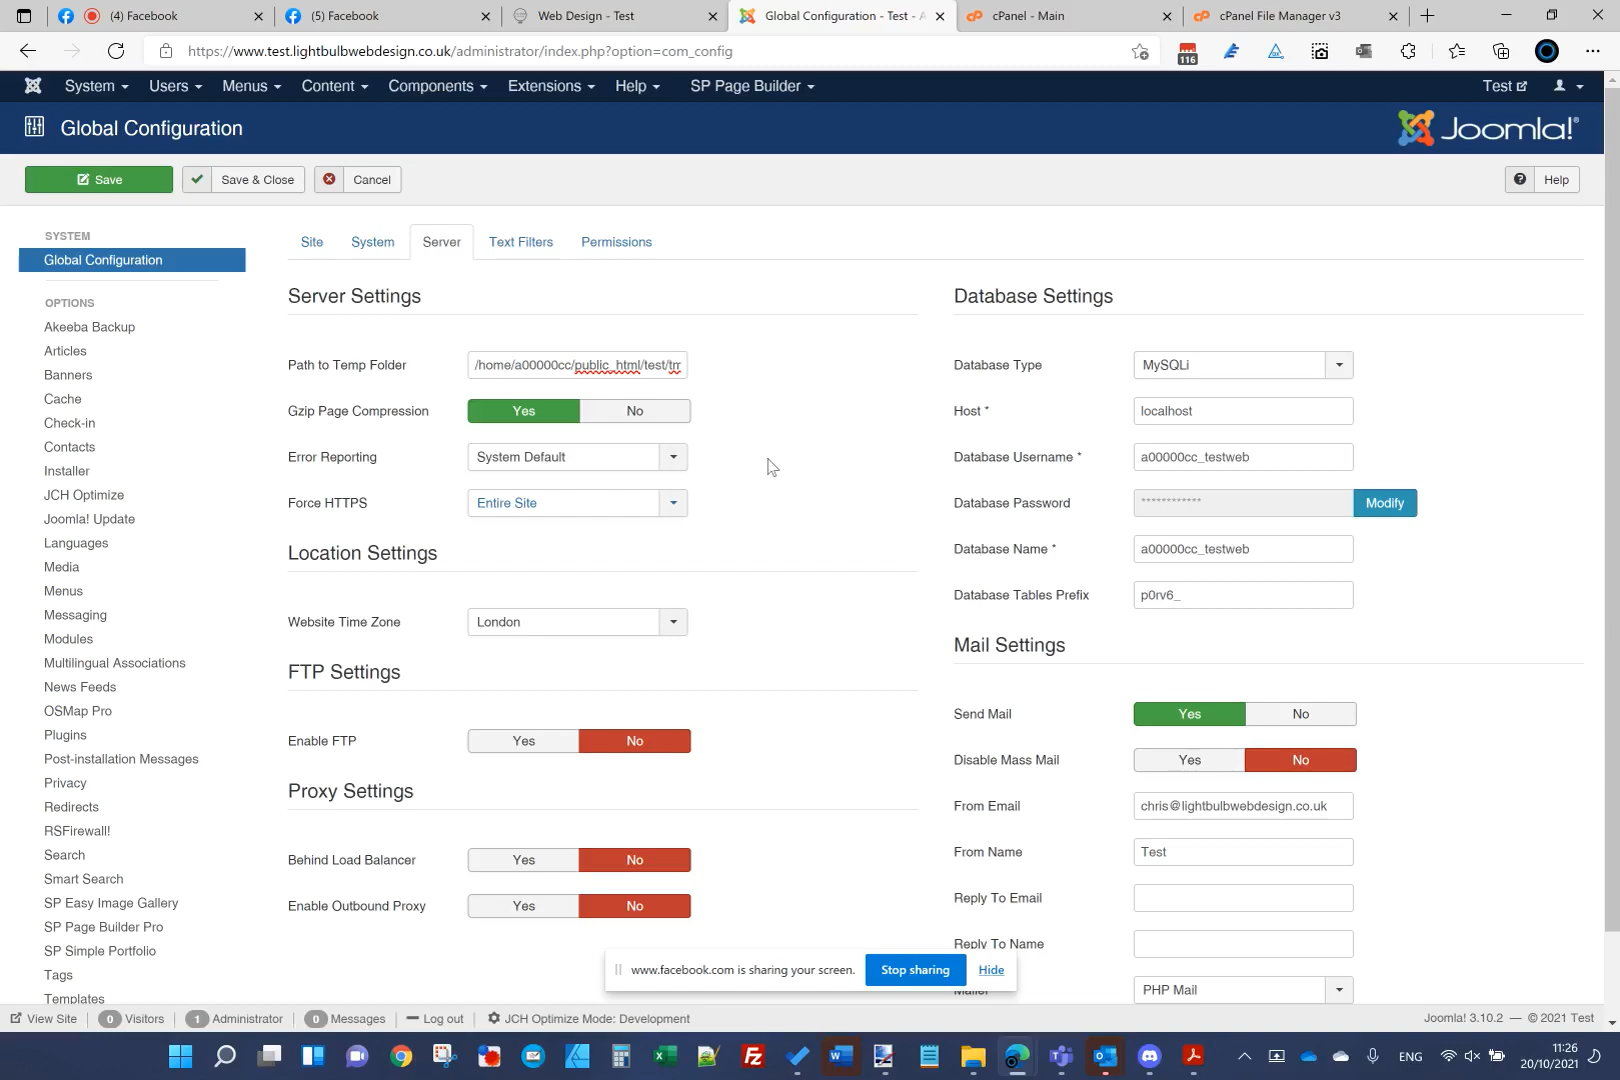 (4) Facebook
(5) Facebook
Web Design - Test
Global Configuration - Test - A
cPanel - Main
cPanel File Manager v3
https://www.test.lightbulbwebdesign.co.uk/administrator/index.php?option=com_config
116
System
Users
Menus
Content
Components
Extensions
Help
SP Page Builder
Test
Global Configuration
Joomla!®
Save
Save & Close
Cancel
Help
SYSTEM
Global Configuration
OPTIONS
Akeeba Backup
Articles
Banners
Cache
Check-in
Contacts
Installer
JCH Optimize
Joomla! Update
Languages
Media
Menus
Messaging
Modules
Multilingual Associations
News Feeds
OSMap Pro
Plugins
Post-installation Messages
Privacy
Redirects
RSFirewall!
Search
Smart Search
SP Easy Image Gallery
SP Page Builder Pro
SP Simple Portfolio
Tags
Templates
Site
System
Server
Text Filters
Permissions
Server Settings
Path to Temp Folder
/home/a00000cc/public_html/test/tm
Gzip Page Compression
Yes
No
Error Reporting
System Default
Force HTTPS
Entire Site
Location Settings
Website Time Zone
London
FTP Settings
Enable FTP
Yes
No
Proxy Settings
Behind Load Balancer
Yes
No
Enable Outbound Proxy
Yes
No
Database Settings
Database Type
MySQLi
Host *
localhost
Database Username *
a00000cc_testweb
Database Password
************
Modify
Database Name *
a00000cc_testweb
Database Tables Prefix
p0rv6_
Mail Settings
Send Mail
Yes
No
Disable Mass Mail
Yes
No
From Email
chris@lightbulbwebdesign.co.uk
From Name
Test
Reply To Email
Reply To Name
Mailer
PHP Mail
www.facebook.com is sharing your screen.
Stop sharing
Hide
View Site
0 Visitors
1 Administrator
0 Messages
Log out
JCH Optimize Mode: Development
Joomla! 3.10.2 — © 2021 Test
ENG
11:26
20/10/2021